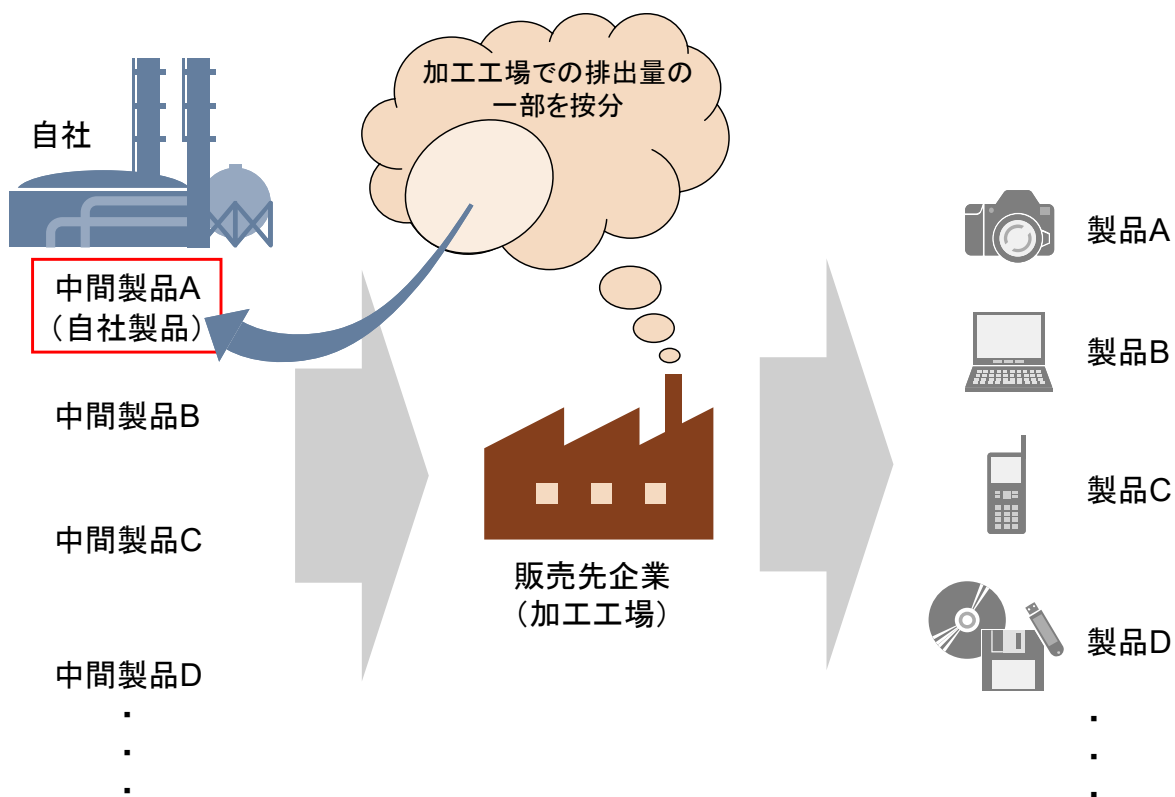 加工工場での排出量の
一部を按分
自社
中間製品A
（自社製品）
中間製品B
中間製品C
中間製品D
・
・
・
販売先企業
（加工工場）
製品A
製品B
製品C
製品D
・
・
・